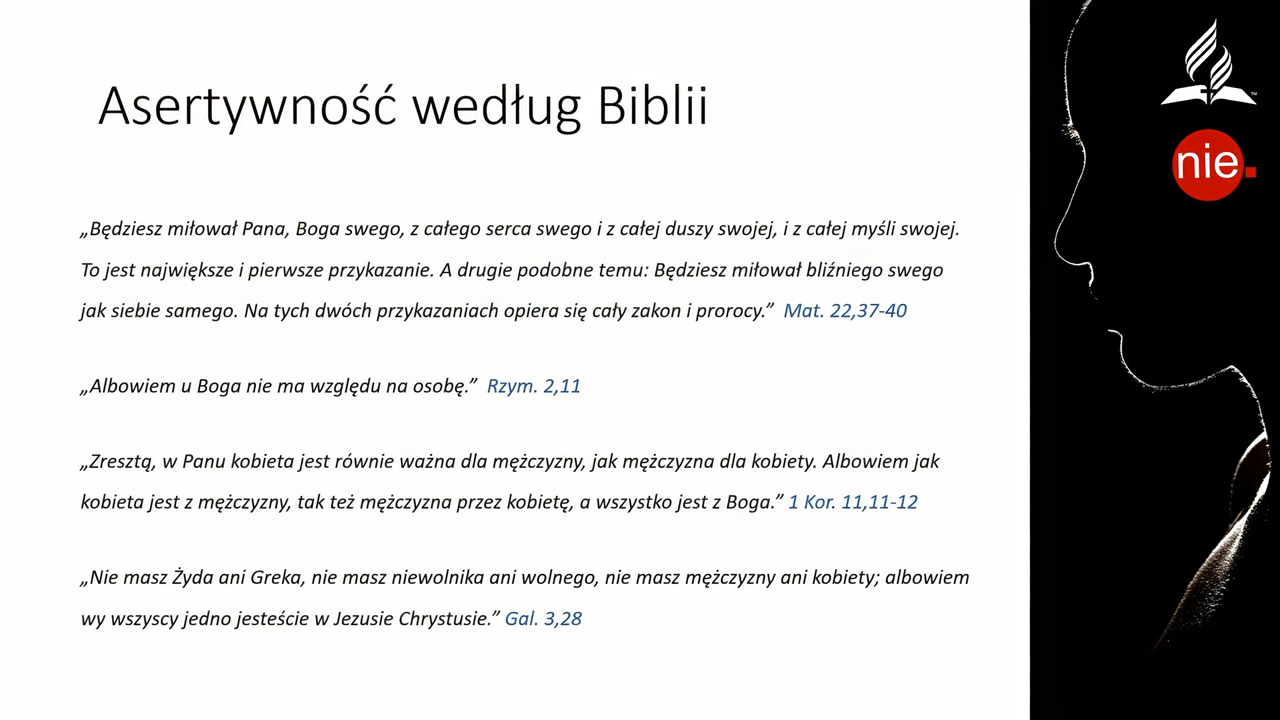 Asertywność według Biblii
nie.
„Będziesz miłował Pana, Boga swego, z całego serca swego i z całej duszy swojej, i z całej myśli swojej.
To jest największe i pierwsze przykazanie. A drugie podobne temu: Będziesz miłował bliźniego swego
jak siebie samego. Na tych dwóch przykazaniach opiera się cały zakon i prorocy.” Mat. 22,37-40
„Albowiem u Boga nie ma względu na osobę.” Rzym. 2,11
„Zresztą, w Panu kobieta jest równie ważna dla mężczyzny, jak mężczyzna dla kobiety. Albowiem jak
kobieta jest z mężczyzny, tak też mężczyzna przez kobietę, a wszystko jest z Boga.” 1 Kor. 11,11-12
„Nie masz Żyda ani Greka, nie masz niewolnika ani wolnego, nie masz mężczyzny ani kobiety; albowiem
wy wszyscy jedno jesteście w Jezusie Chrystusie.” Gal. 3,28